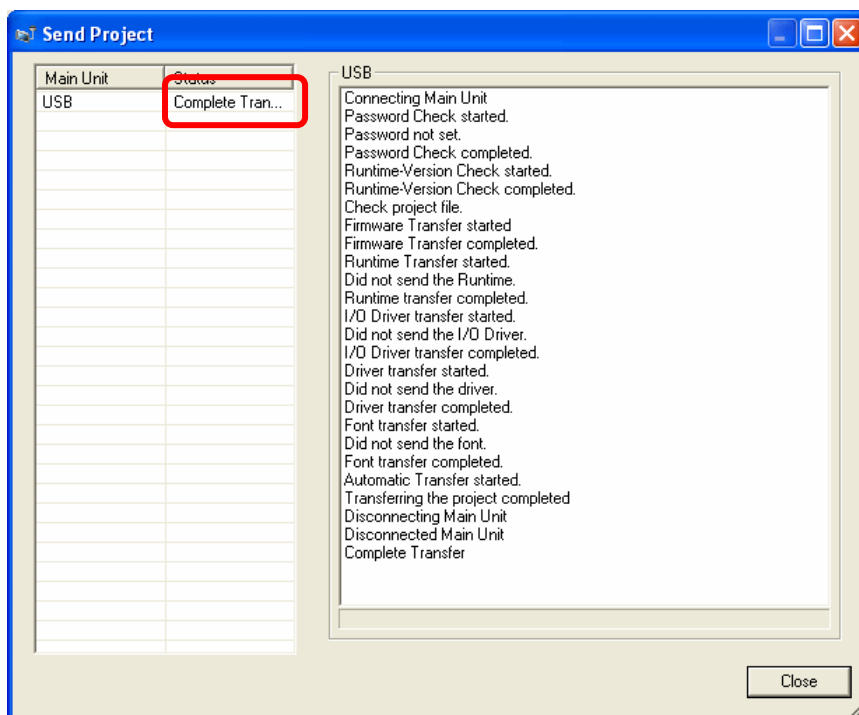 Send Project
Main Unit Status
USB Complete Tran...
USB
Connecting Main Unit
Password Check started.
Password not set.
Password Check completed.
Runtime-Version Check started.
Runtime-Version Check completed.
Check project file.
Firmware Transfer started
Firmware Transfer completed.
Runtime Transfer started.
Did not send the Runtime.
Runtime transfer completed.
I/O Driver transfer started.
Did not send the I/O Driver.
I/O Driver transfer completed.
Driver transfer started.
Did not send the driver.
Driver transfer completed.
Font transfer started.
Did not send the font.
Font transfer completed.
Automatic Transfer started.
Transferring the project completed
Disconnecting Main Unit
Disconnected Main Unit
Complete Transfer
Close